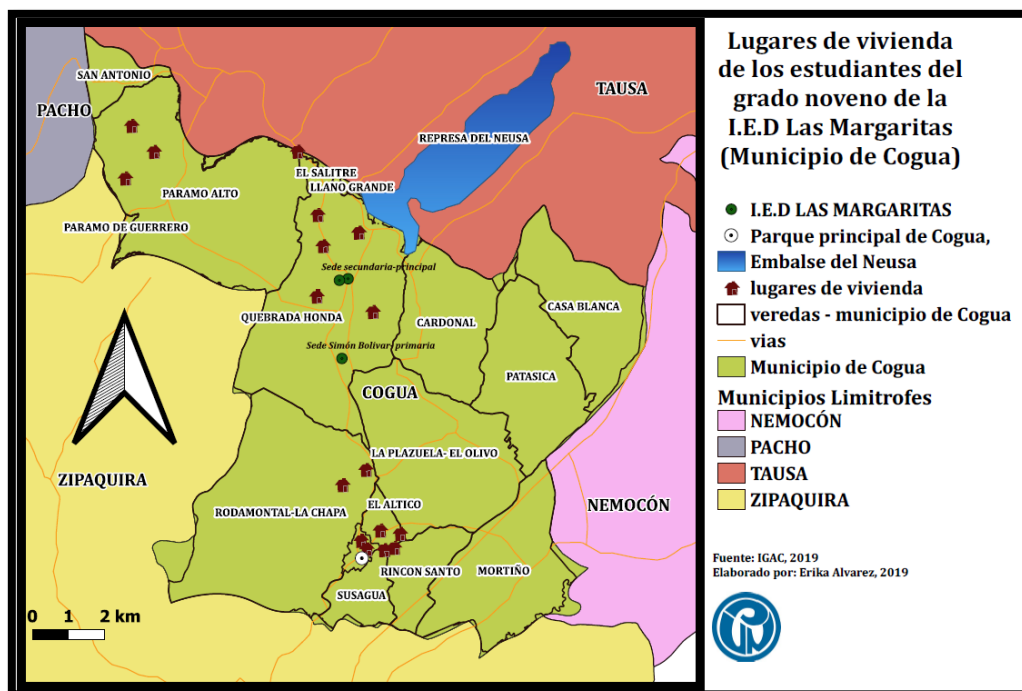 SAN ANTONIO
PACHO
TAUSA
REPRESA DEL NEUSA
EL SALITRE
LLANO GRANDE
PARAMO ALTO
PARAMO DE GUERRERO
Sede secundaria-principal
QUEBRADA HONDA
CARDONAL
CASA BLANCA
Sede Simón Bolivar- primaria
PATASICA
COGUA
LA PLAZUELA- EL OLIVO
ZIPAQUIRA
EL ALTICO
RODAMONTAL-LA CHAPA
NEMOCÓN
RINCON SANTO
MORTIÑO
SUSAGUA
0 1 2 km
Lugares de vivienda
de los estudiantes del
grado noveno de la
I.E.D Las Margaritas
(Municipio de Cogua)
I.E.D LAS MARGARITAS
Parque principal de Cogua,
Embalse del Neusa
lugares de vivienda
veredas - municipio de Cogua
vias
Municipio de Cogua
Municipios Limitrofes
NEMOCÓN
PACHO
TAUSA
ZIPAQUIRA
Fuente: IGAC, 2019
Elaborado por: Erika Alvarez, 2019